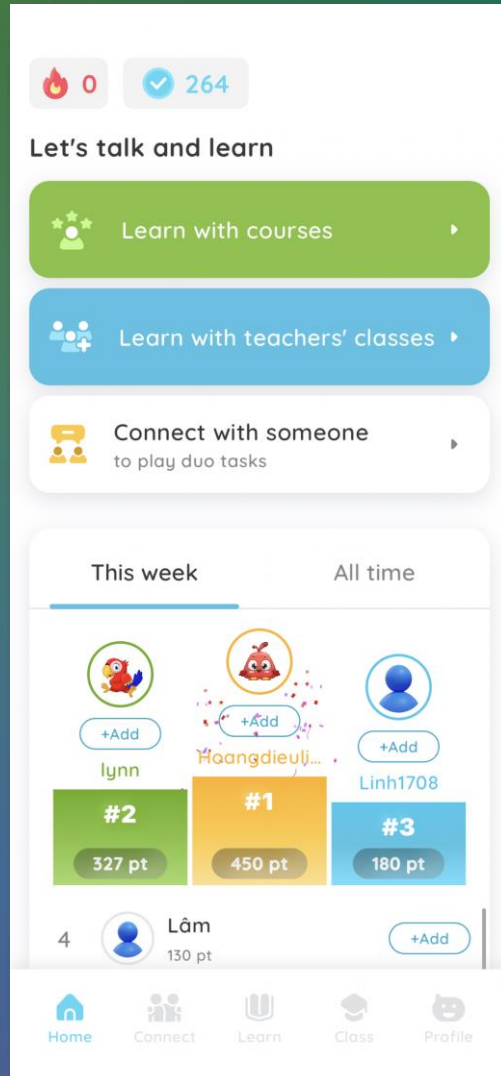 0 264
Let's talk and learn
Learn with courses
Learn with teachers' classes
Connect with someone
to play duo tasks
This week All time
+Add
+Add
+Add
lynn
Hoangdieuli...
Linh1708
#2
#1
#3
327 pt
450 pt
180 pt
4 Lâm +Add
130 pt
Home Connect Learn Class Profile